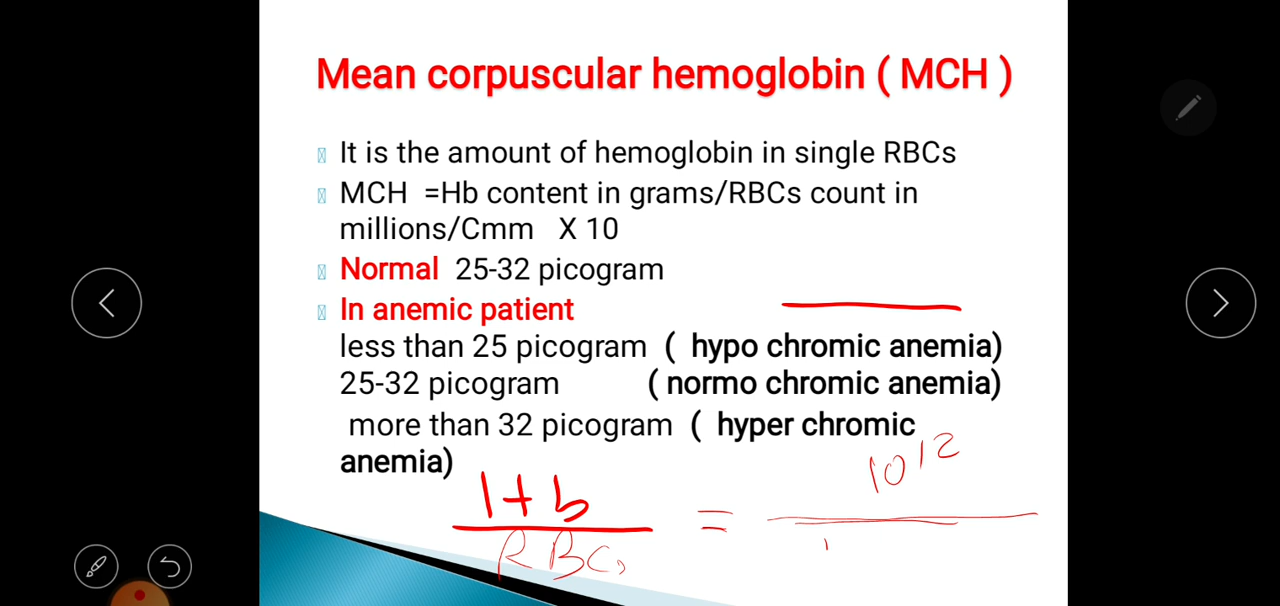 Mean corpuscular hemoglobin ( MCH )
It is the amount of hemoglobin in single RBCs
MCH =Hb content in grams/RBCs count in
millions/Cmm X 10
Normal 25-32 picogram
In anemic patient
less than 25 picogram ( hypo chromic anemia)
25-32 picogram ( normo chromic anemia)
more than 32 picogram ( hyper chromic
anemia)
Hb
RBCs
=
10¹²